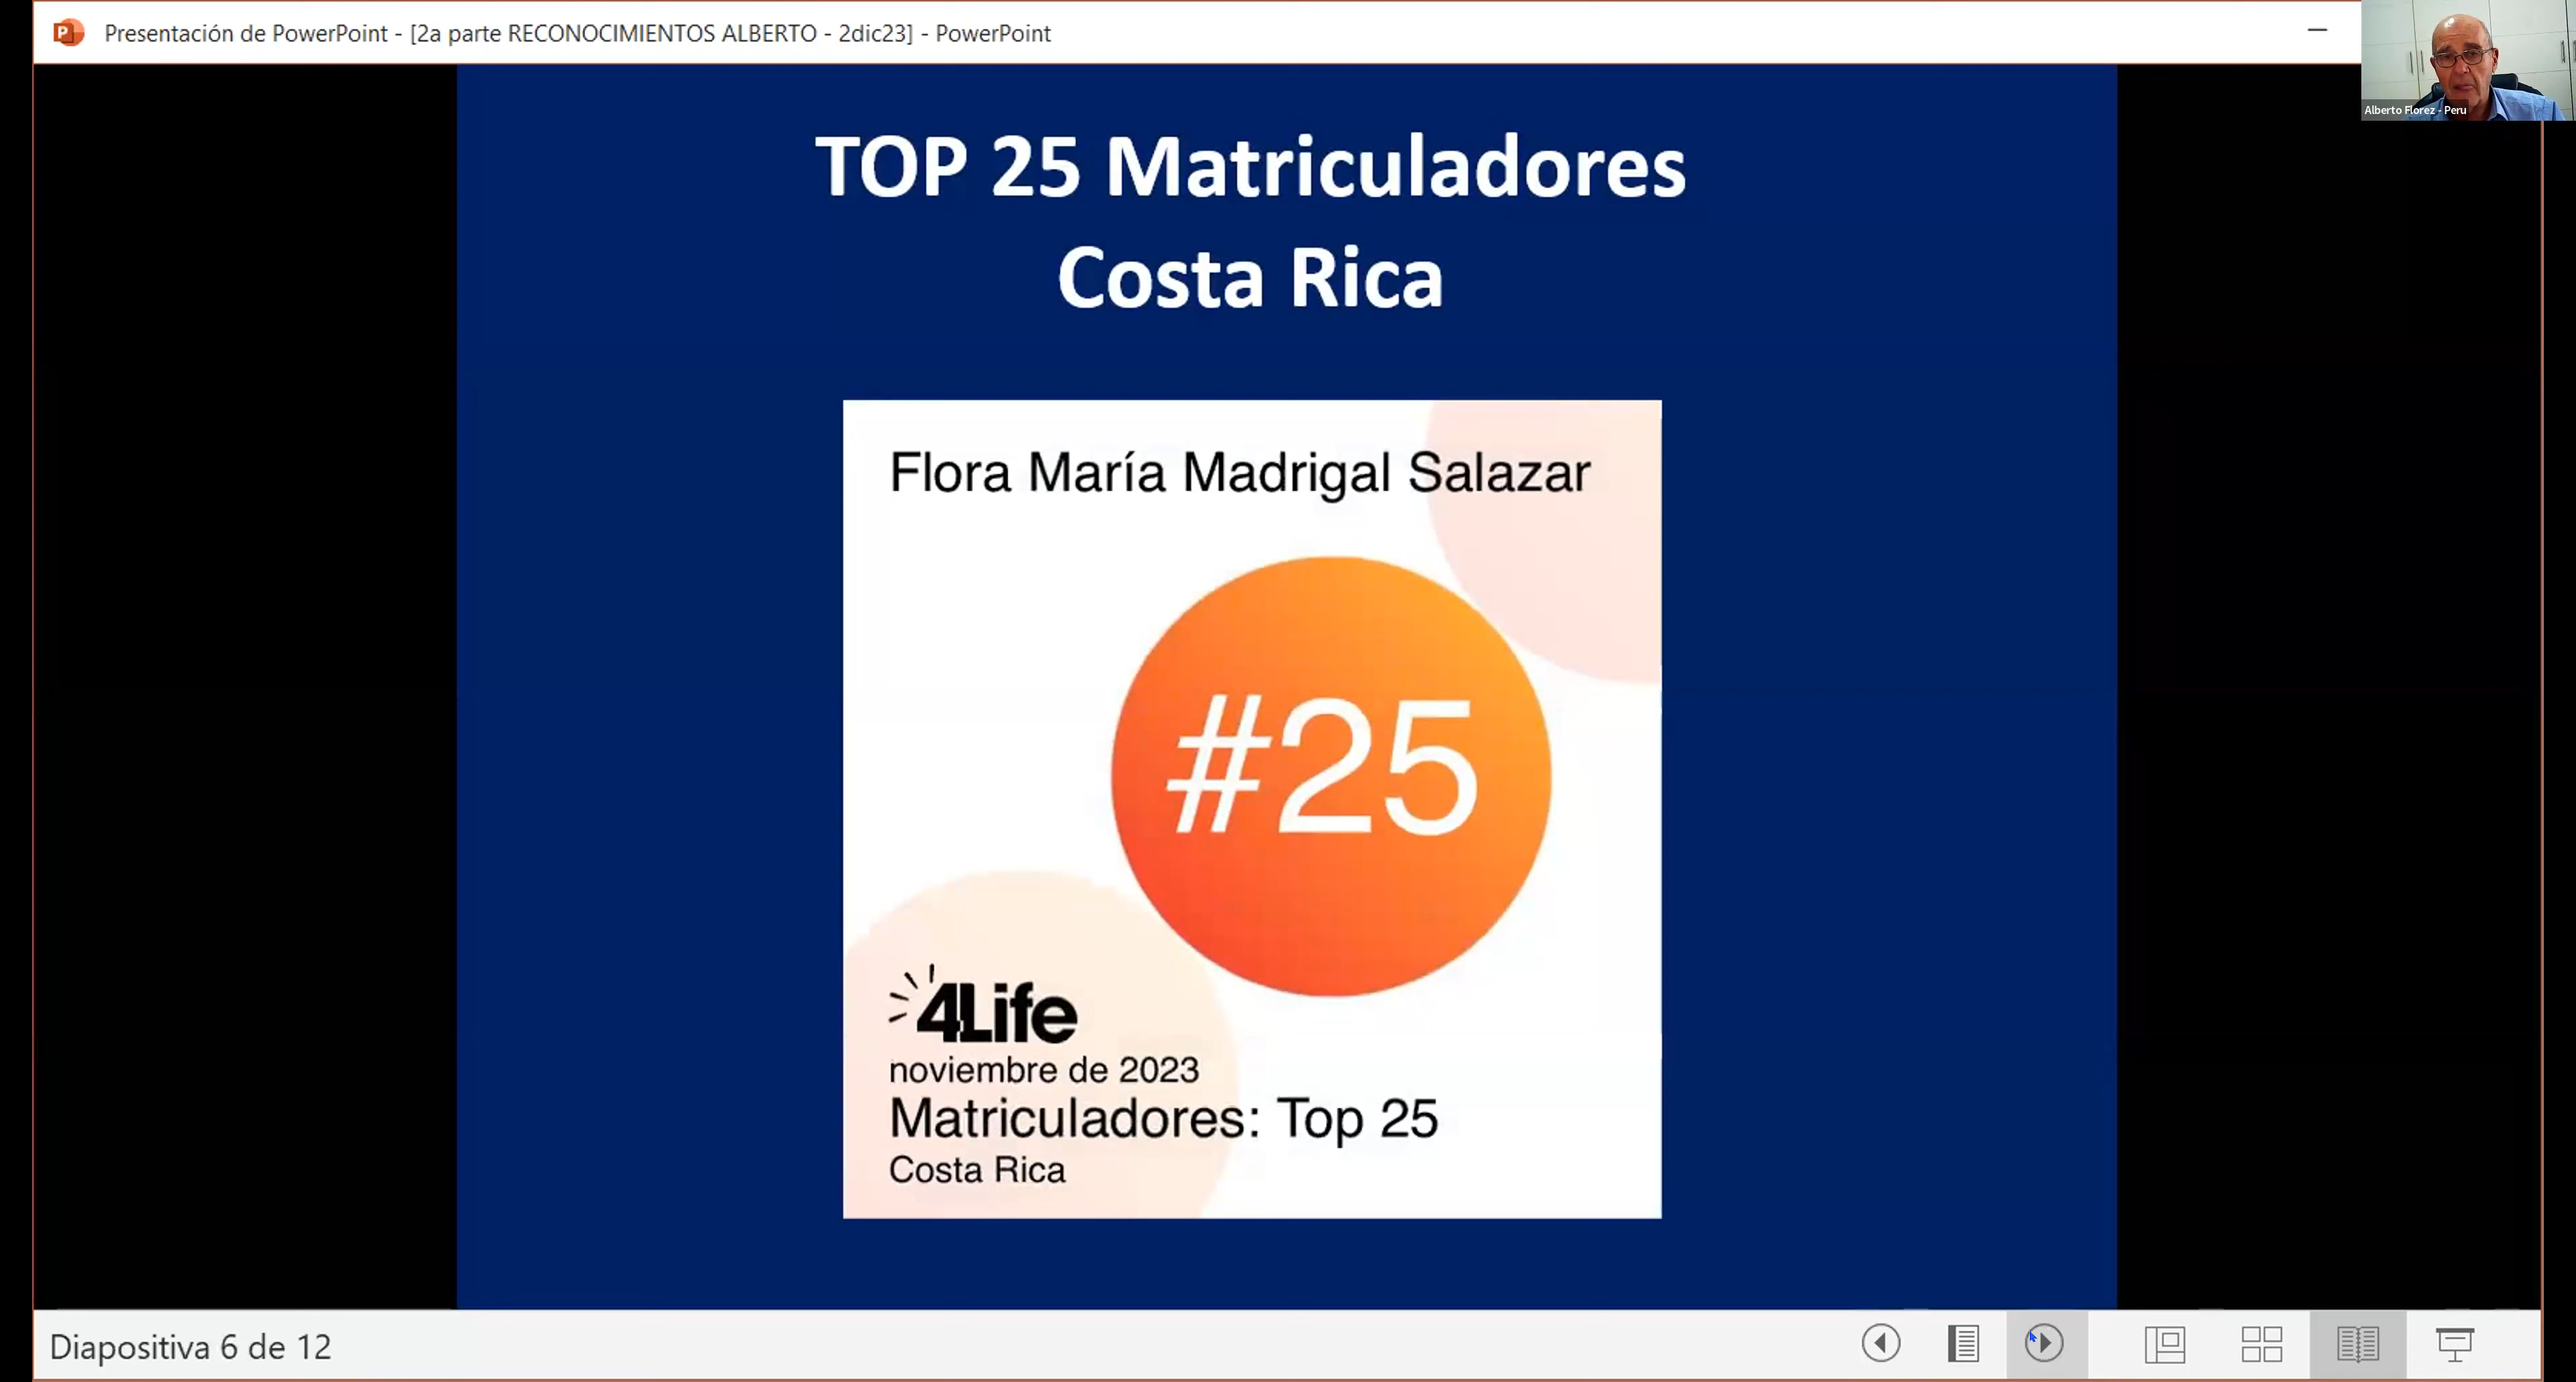 Presentación de PowerPoint - [2a parte RECONOCIMIENTOS ALBERTO - 2dic23] - PowerPoint
Alberto Florez - Peru
TOP 25 Matriculadores
Costa Rica
Flora María Madrigal Salazar
#25
4Life
noviembre de 2023
Matriculadores: Top 25
Costa Rica
Diapositiva 6 de 12